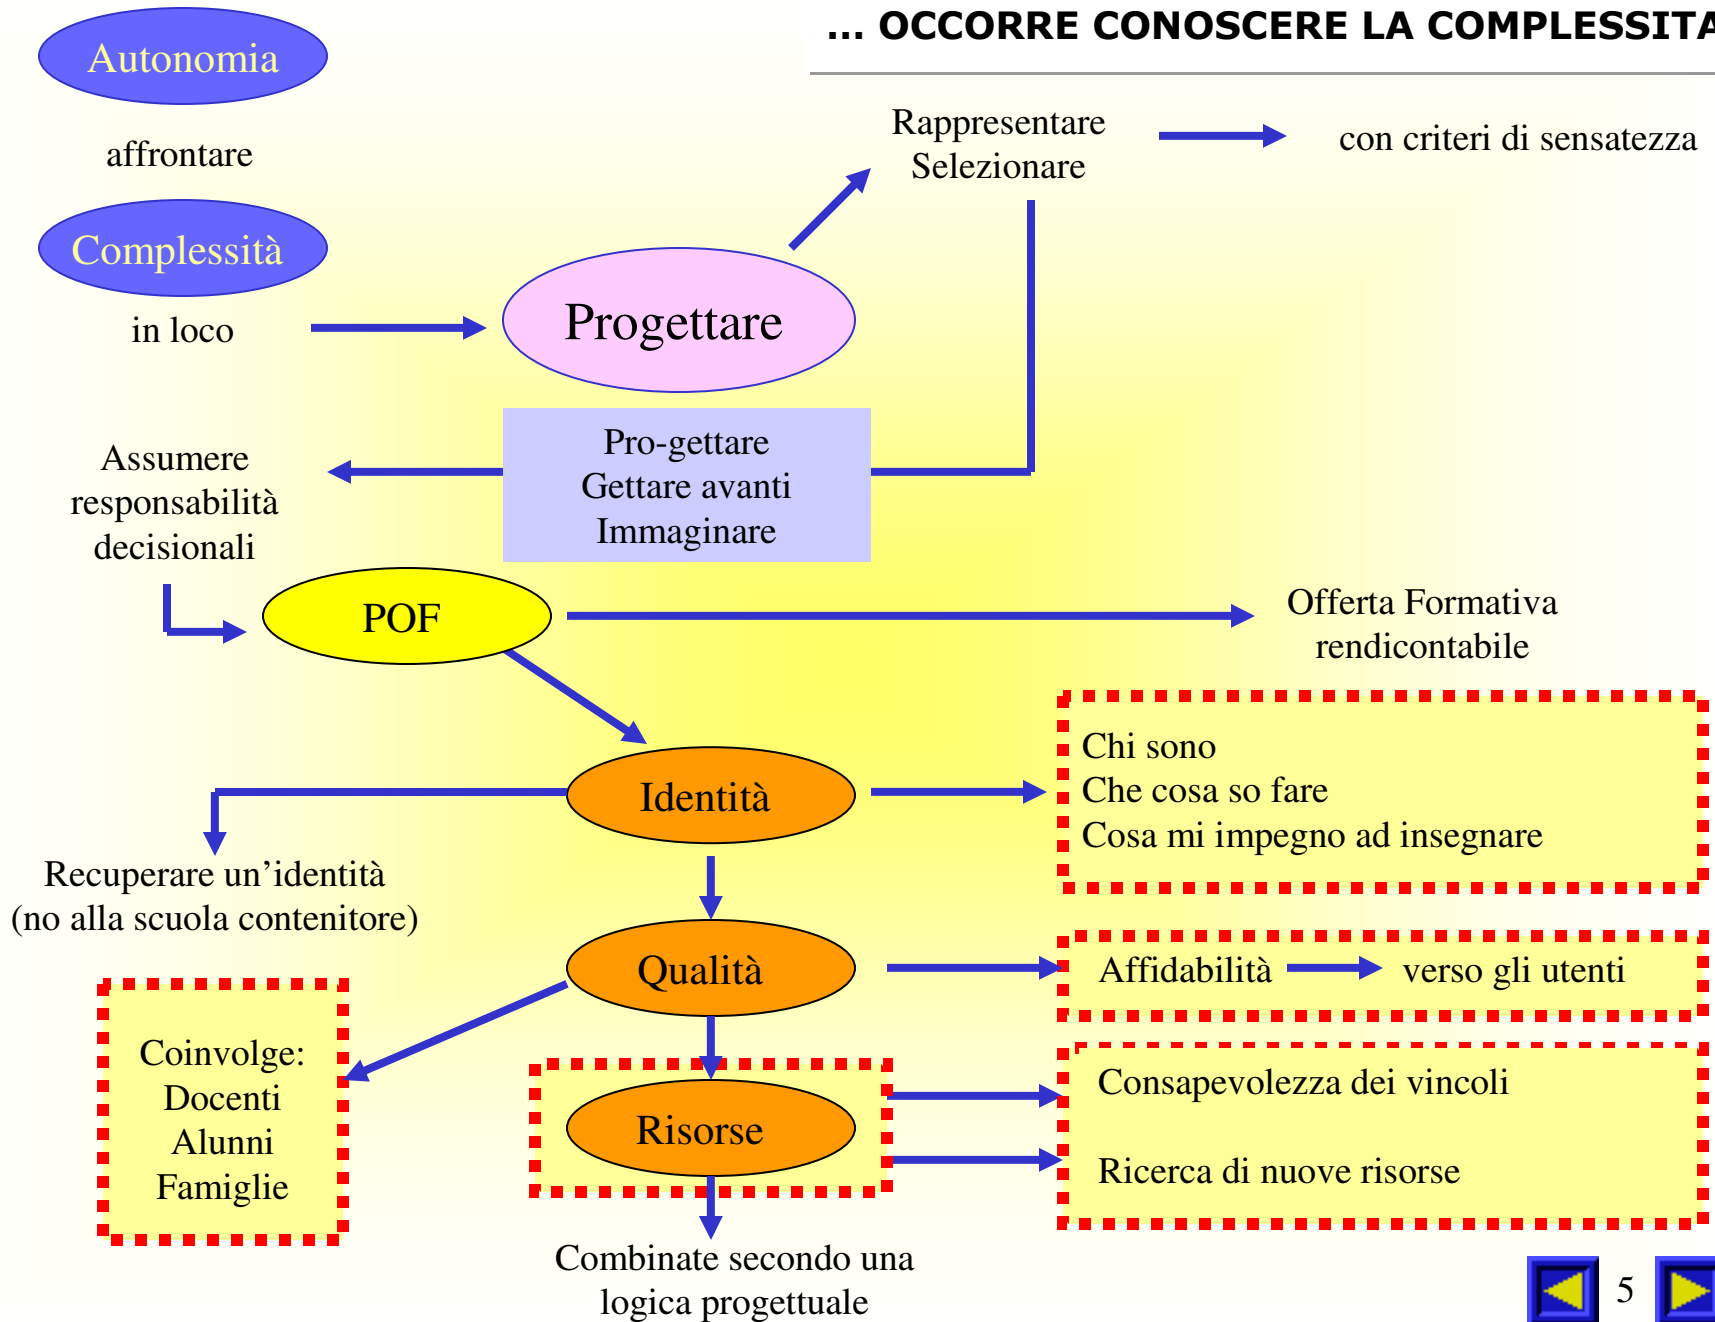 ... OCCORRE CONOSCERE LA COMPLESSITA
Autonomia
affrontare
Complessità
in loco
Rappresentare
Selezionare
con criteri di sensatezza
Progettare
Pro-gettare
Gettare avanti
Immaginare
Assumere
responsabilità
decisionali
POF
Offerta Formativa
rendicontabile
Identità
Chi sono
Che cosa so fare
Cosa mi impegno ad insegnare
Recuperare un’identità
(no alla scuola contenitore)
Qualità
Affidabilità verso gli utenti
Coinvolge:
Docenti
Alunni
Famiglie
Risorse
Consapevolezza dei vincoli
Ricerca di nuove risorse
Combinate secondo una
logica progettuale
5